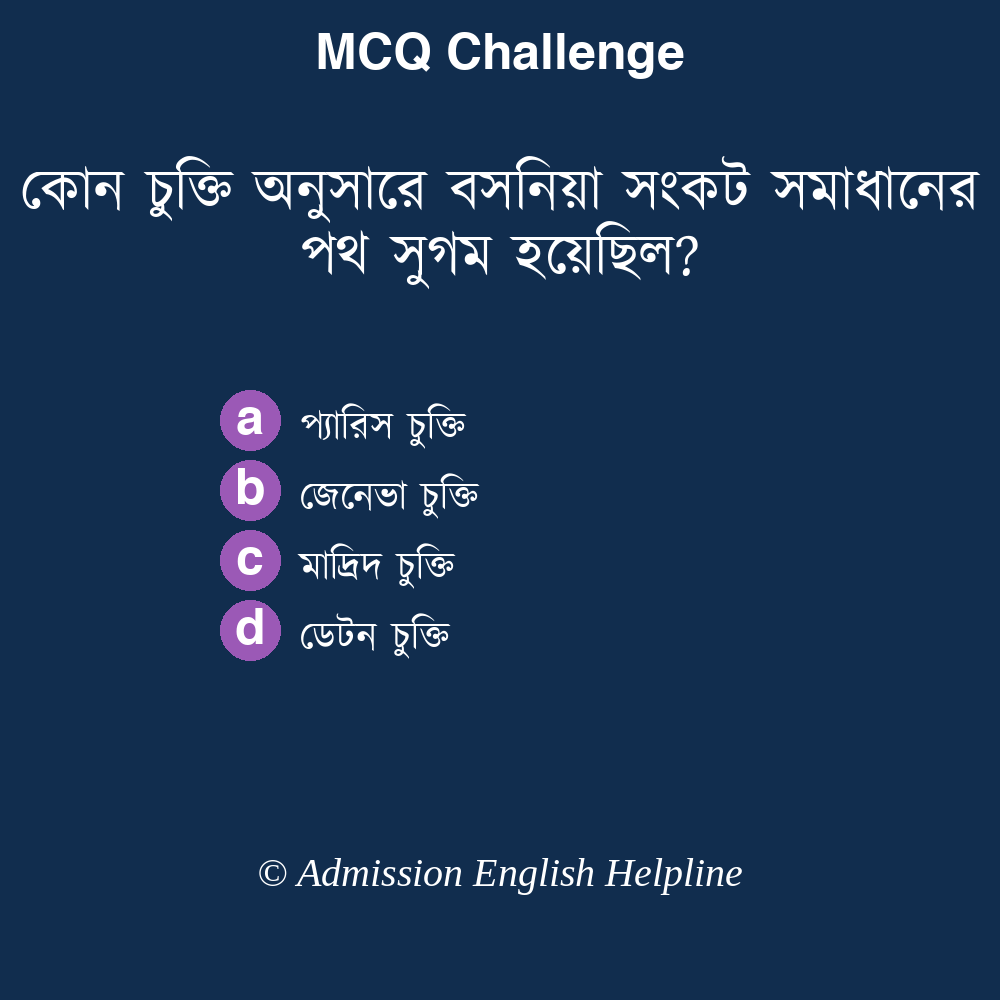 MCQ Challenge
কোন চুক্তি অনুসারে বসনিয়া সংকট সমাধানের
পথ সুগম হয়েছিল?
a প্যারিস চুক্তি
b জেনেভা চুক্তি
c মাদ্রিদ চুক্তি
d ডেটন চুক্তি
© Admission English Helpline